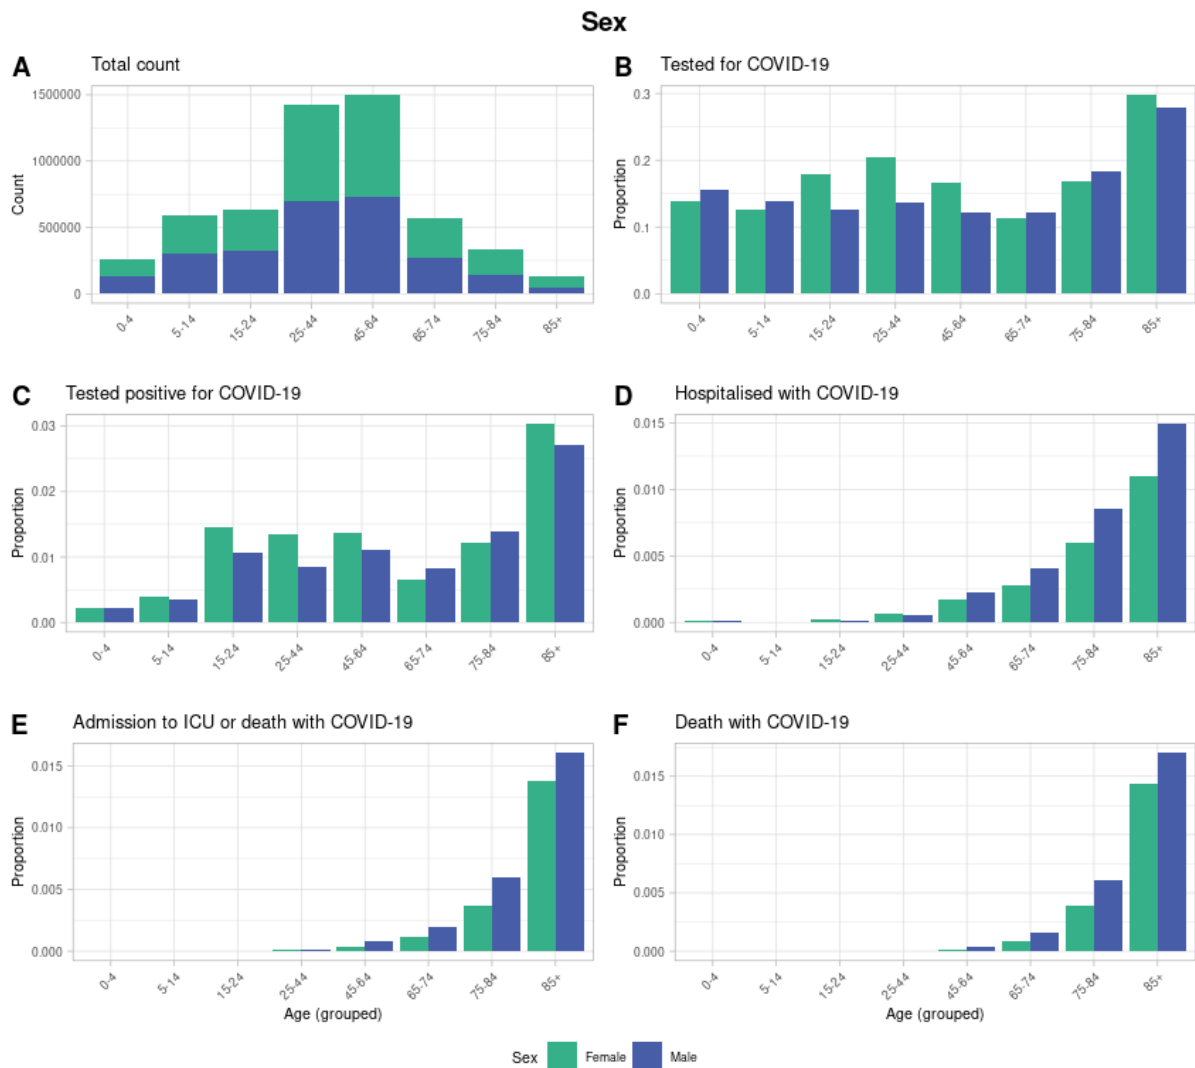 Sex
A Total count
Count
1500000
1000000
500000
0
0-4 5-14 15-24 25-44 45-64 65-74 75-84 85+
B Tested for COVID-19
Proportion
0.3
0.2
0.1
0.0
0-4 5-14 15-24 25-44 45-64 65-74 75-84 85+
C Tested positive for COVID-19
Proportion
0.03
0.02
0.01
0.00
0-4 5-14 15-24 25-44 45-64 65-74 75-84 85+
D Hospitalised with COVID-19
Proportion
0.015
0.010
0.005
0.000
0-4 5-14 15-24 25-44 45-64 65-74 75-84 85+
E Admission to ICU or death with COVID-19
Proportion
0.015
0.010
0.005
0.000
0-4 5-14 15-24 25-44 45-64 65-74 75-84 85+
Age (grouped)
F Death with COVID-19
Proportion
0.015
0.010
0.005
0.000
0-4 5-14 15-24 25-44 45-64 65-74 75-84 85+
Age (grouped)
Sex Female Male